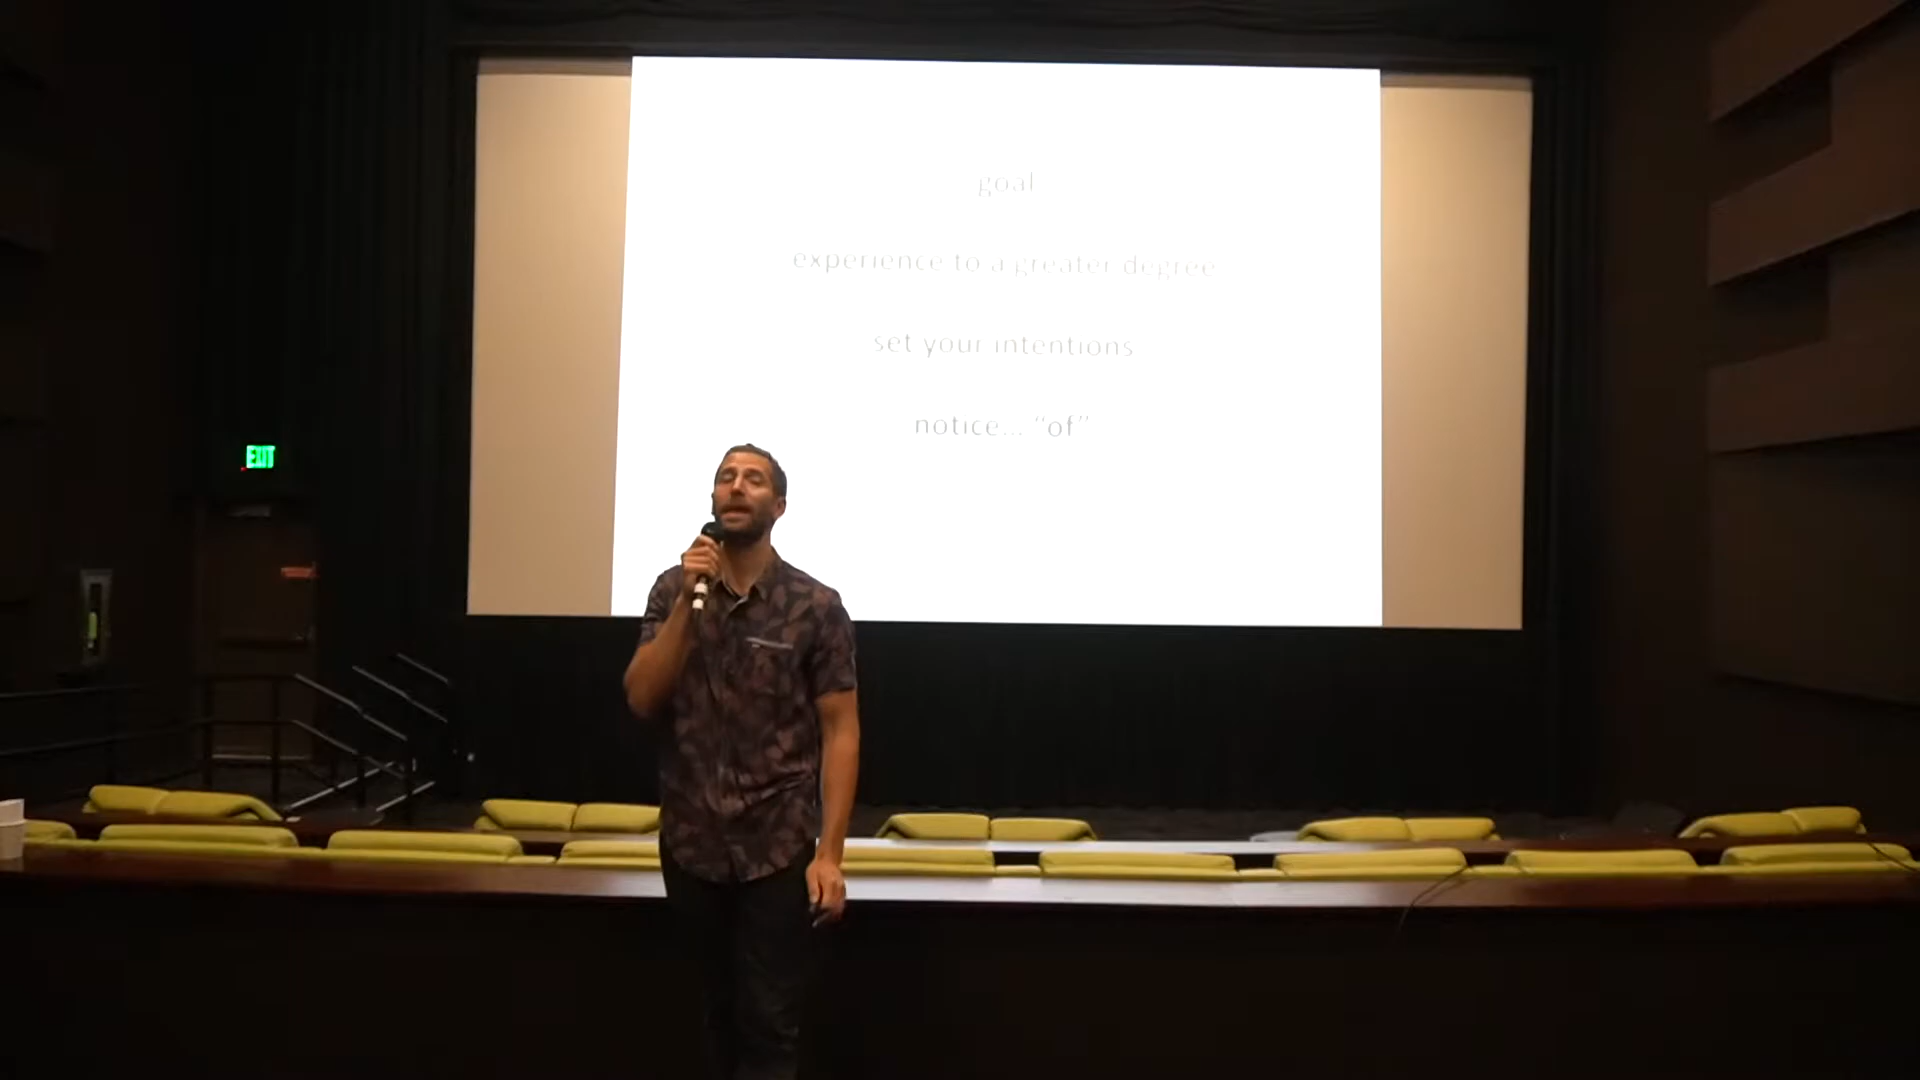 goal
experience to a greater degree
set your intentions
notice... “of”
EXIT